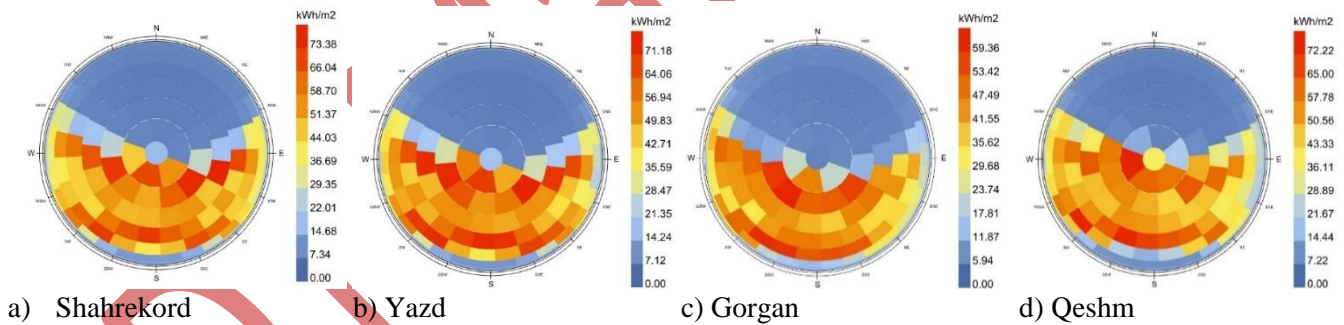 kWh/m2
73.38
66.04
58.70
51.37
44.03
36.69
29.35
22.01
14.68
7.34
0.00
N
W
E
S
a) Shahrekord
kWh/m2
71.18
64.06
56.94
49.83
42.71
35.59
28.47
21.35
14.24
7.12
0.00
N
W
E
S
b) Yazd
kWh/m2
59.36
53.42
47.49
41.55
35.62
29.68
23.74
17.81
11.87
5.94
0.00
N
W
E
S
c) Gorgan
kWh/m2
72.22
65.00
57.78
50.56
43.33
36.11
28.89
21.67
14.44
7.22
0.00
N
W
E
S
d) Qeshm